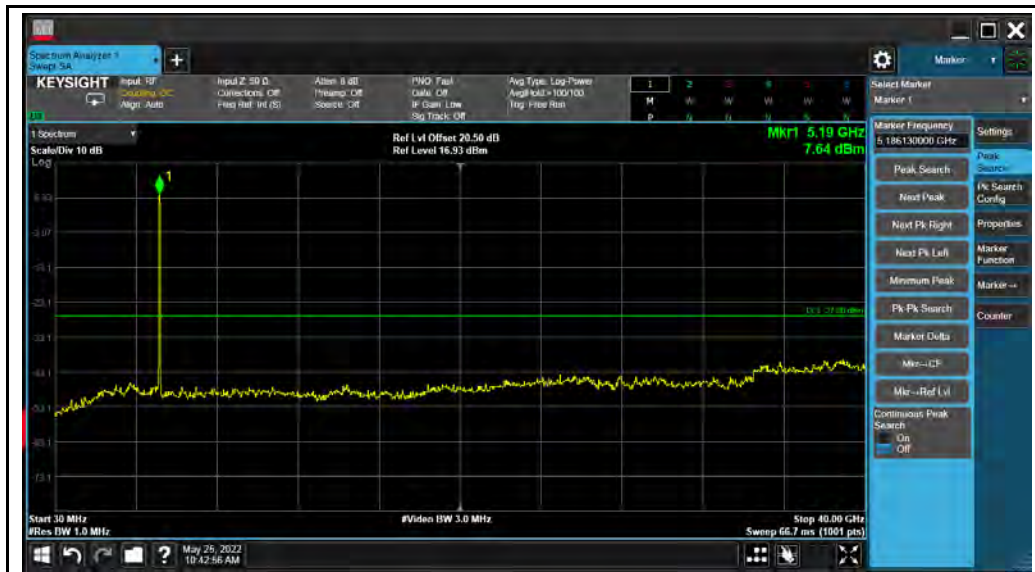 Spectrum Analyzer 1
Swept SA
Marker
KEYSIGHT
Input: RF
Coupling: DC
Align: Auto
Input Z: 50 Ω
Corrections: Off
Freq Ref: Int (S)
Atten: 6 dB
Preamp: Off
Source: Off
PNO: Fast
Gate: Off
IF Gain: Low
Sig Track: Off
Avg Type: Log-Power
Avg|Hold:>100/100
Trig: Free Run
1 2 3 4 5 6
M W W W W W
P N N N N N
Select Marker
Marker 1
1 Spectrum
Scale/Div 10 dB
Log
Ref Lvl Offset 20.50 dB
Ref Level 16.93 dBm
Mkr1 5.19 GHz
7.64 dBm
1
6.93
-3.07
-13.1
-23.1
-33.1
-43.1
-53.1
-63.1
-73.1
Start 30 MHz
#Res BW 1.0 MHz
#Video BW 3.0 MHz
Stop 40.00 GHz
Sweep 66.7 ms (1001 pts)
Marker Frequency
5.186130000 GHz
Peak Search
Next Peak
Next Pk Right
Next Pk Left
Minimum Peak
Pk-Pk Search
Marker Delta
Mkr→CF
Mkr→Ref Lvl
Continuous Peak
Search
On
Off
Settings
Peak
Search
Pk Search
Config
Properties
Marker
Function
Marker→
Counter
May 25, 2022
10:42:56 AM